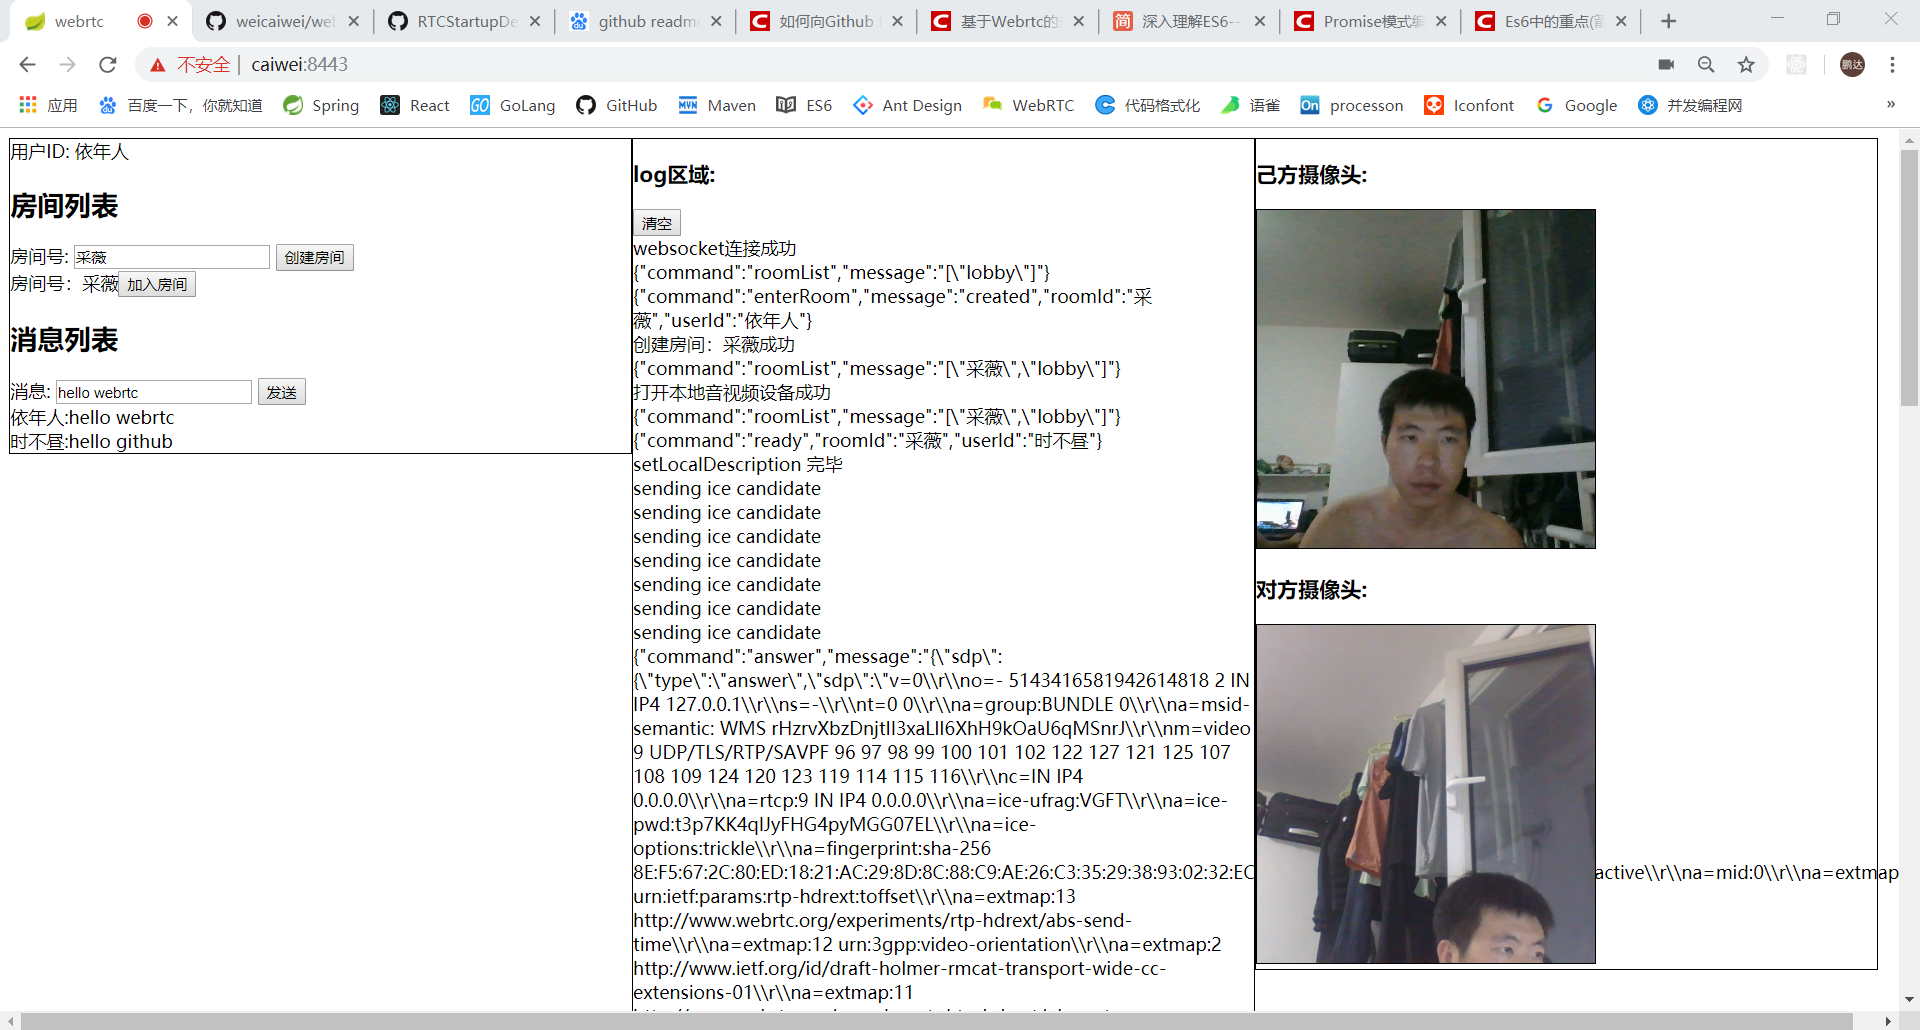 webrtc
weicaiwei/wel
RTCStartupDe
github readm
如何向Github
基于Webrtc的
深入理解ES6--
Promise模式编
Es6中的重点(箭
不安全 | caiwei:8443
鹏达
应用
百度一下，你就知道
Spring
React
GoLang
GitHub
Maven
ES6
Ant Design
WebRTC
代码格式化
语雀
processon
Iconfont
Google
并发编程网
»
用户ID: 依年人
房间列表
房间号: 采薇 创建房间
房间号：采薇 加入房间
消息列表
消息: hello webrtc 发送
依年人:hello webrtc
时不昼:hello github
log区域:
清空
websocket连接成功
{"command":"roomList","message":"[\"lobby\"]"}
{"command":"enterRoom","message":"created","roomId":"采
薇","userId":"依年人"}
创建房间：采薇成功
{"command":"roomList","message":"[\"采薇\",\"lobby\"]"}
打开本地音视频设备成功
{"command":"roomList","message":"[\"采薇\",\"lobby\"]"}
{"command":"ready","roomId":"采薇","userId":"时不昼"}
setLocalDescription 完毕
sending ice candidate
sending ice candidate
sending ice candidate
sending ice candidate
sending ice candidate
sending ice candidate
sending ice candidate
{"command":"answer","message":"{\"sdp\":
{\"type\":\"answer\",\"sdp\":\"v=0\\r\\no=- 5143416581942614818 2 IN
IP4 127.0.0.1\\r\\ns=-\\r\\nt=0 0\\r\\na=group:BUNDLE 0\\r\\na=msid-
semantic: WMS rHzrvXbzDnjtII3xaLlI6XhH9kOaU6qMSnrJ\\r\\nm=video
9 UDP/TLS/RTP/SAVPF 96 97 98 99 100 101 102 122 127 121 125 107
108 109 124 120 123 119 114 115 116\\r\\nc=IN IP4
0.0.0.0\\r\\na=rtcp:9 IN IP4 0.0.0.0\\r\\na=ice-ufrag:VGFT\\r\\na=ice-
pwd:t3p7KK4qIJyFHG4pyMGG07EL\\r\\na=ice-
options:trickle\\r\\na=fingerprint:sha-256
8E:F5:67:2C:80:ED:18:21:AC:29:8D:8C:88:C9:AE:26:C3:35:29:38:93:02:32:EC active\\r\\na=mid:0\\r\\na=extmap
urn:ietf:params:rtp-hdrext:toffset\\r\\na=extmap:13
http://www.webrtc.org/experiments/rtp-hdrext/abs-send-
time\\r\\na=extmap:12 urn:3gpp:video-orientation\\r\\na=extmap:2
http://www.ietf.org/id/draft-holmer-rmcat-transport-wide-cc-
extensions-01\\r\\na=extmap:11
己方摄像头:
对方摄像头: